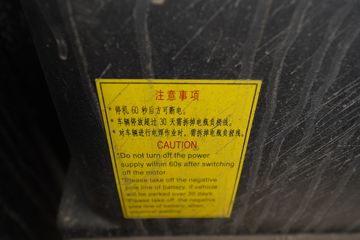 注意事项
* 停机 60 秒后方可断电。
* 车辆停放超过 30 天需拆掉电瓶负极线。
* 对车辆进行电焊作业时，需拆掉电瓶负极线。
CAUTION
*Do not turn off the power
supply within 60s after switching
off the motor
*Please take off the negative
pole line of battery, if vehicle
will be parked over 30 days.
*Please take off the negative
pole line of battery, when